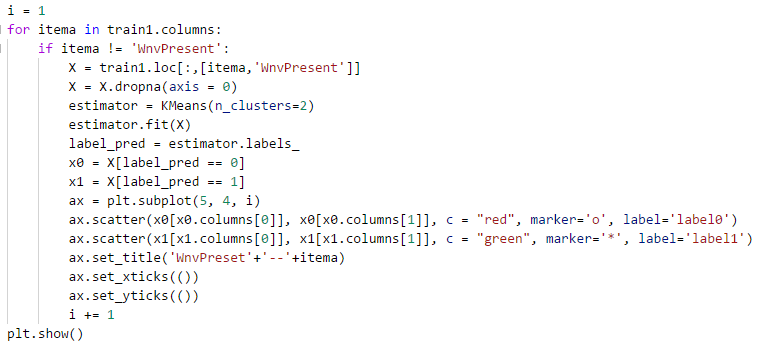 i = 1
for itema in train1.columns:
    if itema != 'WnvPresent':
        X = train1.loc[:,[itema,'WnvPresent']]
        X = X.dropna(axis = 0)
        estimator = KMeans(n_clusters=2)
        estimator.fit(X)
        label_pred = estimator.labels_
        x0 = X[label_pred == 0]
        x1 = X[label_pred == 1]
        ax = plt.subplot(5, 4, i)
        ax.scatter(x0[x0.columns[0]], x0[x0.columns[1]], c = "red", marker='o', label='label0')
        ax.scatter(x1[x1.columns[0]], x1[x1.columns[1]], c = "green", marker='*', label='label1')
        ax.set_title('WnvPreset'+'--'+itema)
        ax.set_xticks(())
        ax.set_yticks(())
        i += 1
plt.show()